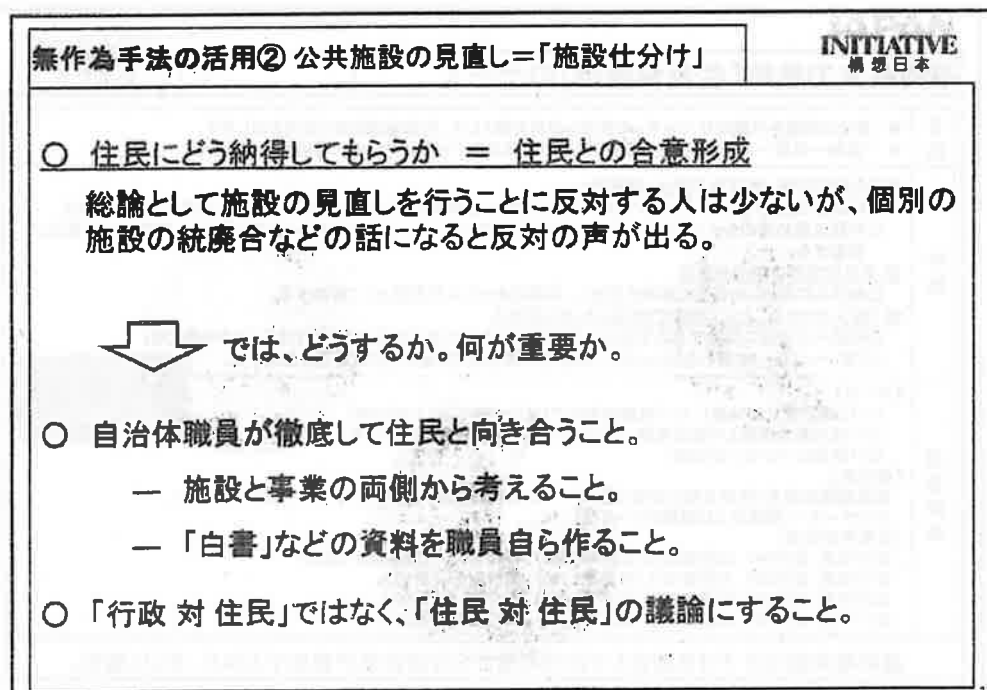 無作為手法の活用② 公共施設の見直し＝「施設仕分け」
INITIATIVE
構想日本
○ 住民にどう納得してもらうか ＝ 住民との合意形成
総論として施設の見直しを行うことに反対する人は少ないが、個別の
施設の統廃合などの話になると反対の声が出る。
では、どうするか。何が重要か。
○ 自治体職員が徹底して住民と向き合うこと。
― 施設と事業の両側から考えること。
― 「白書」などの資料を職員自ら作ること。
○ 「行政 対 住民」ではなく、「住民 対 住民」の議論にすること。